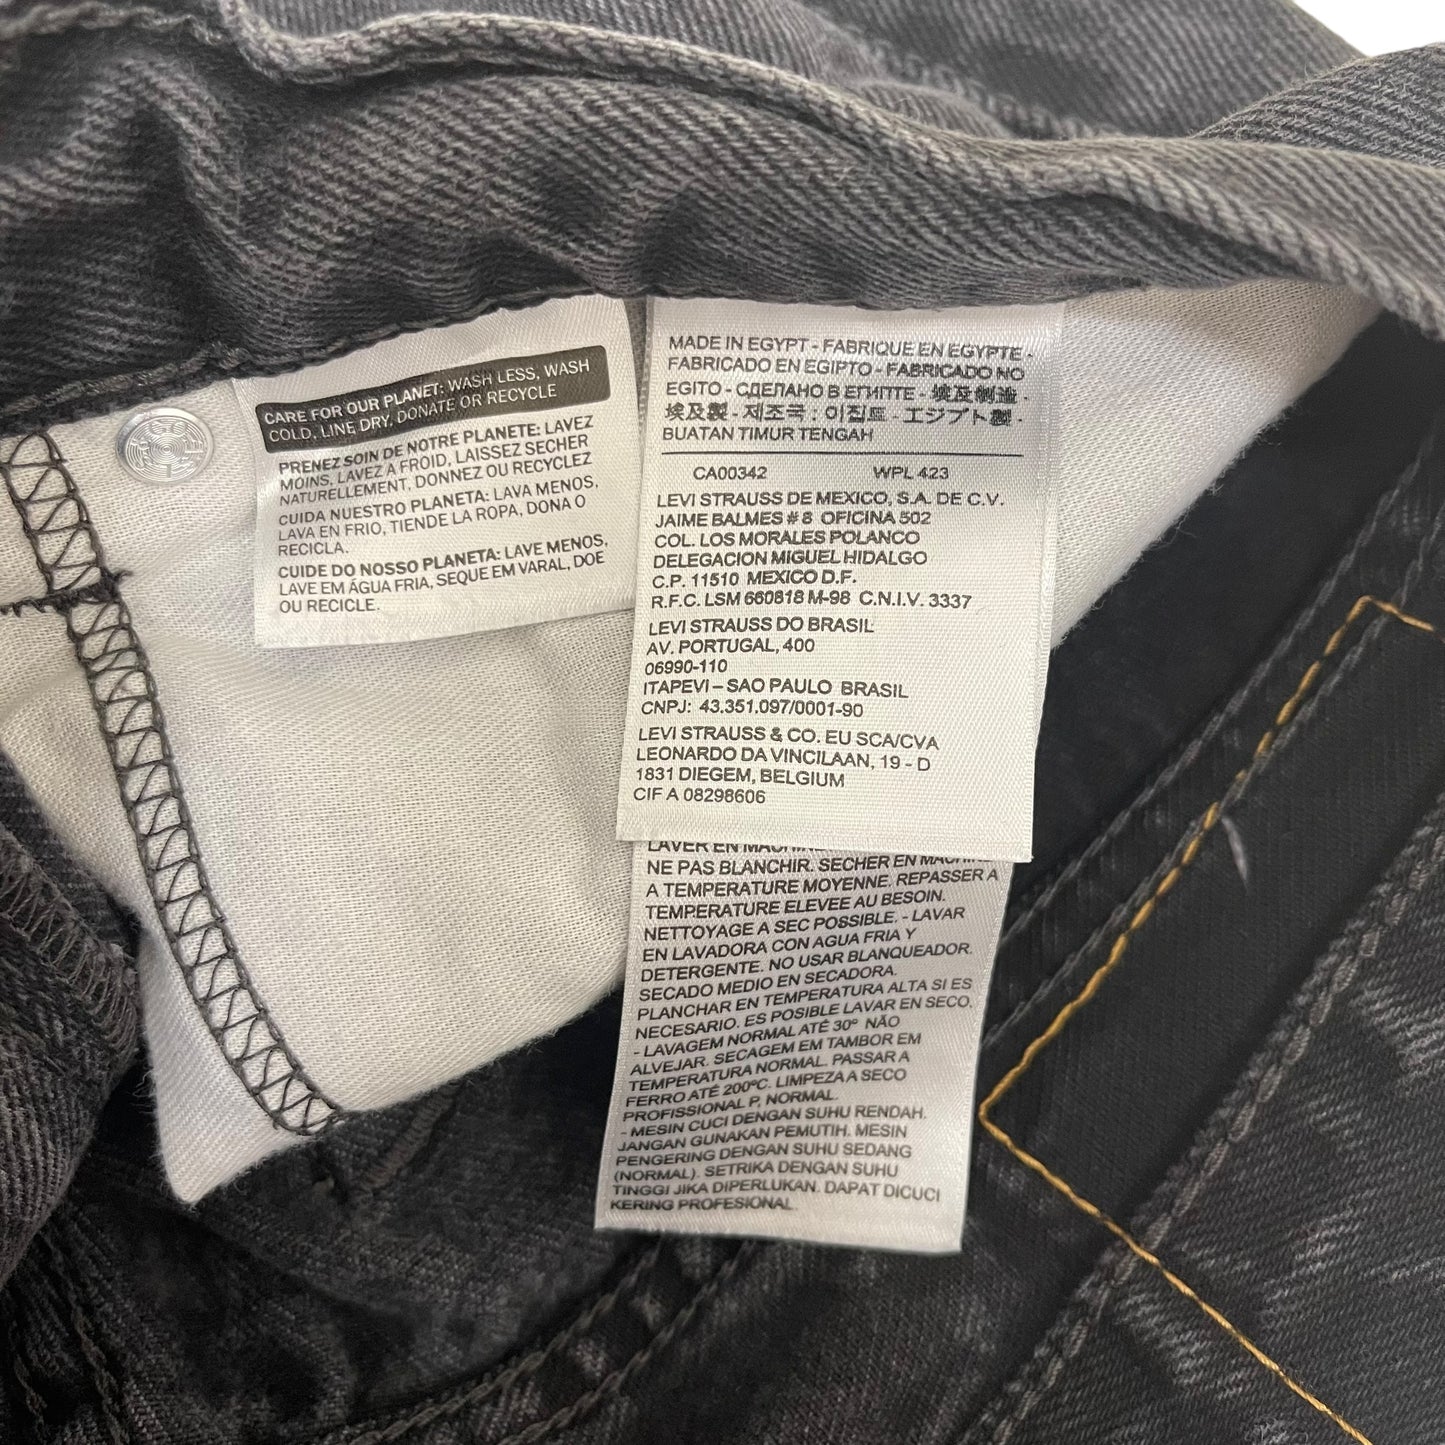 CARE FOR OUR PLANET: WASH LESS, WASH
COLD, LINE DRY, DONATE OR RECYCLE
PRENEZ SOIN DE NOTRE PLANETE: LAVEZ
MOINS, LAVEZ A FROID, LAISSEZ SECHER
NATURELLEMENT, DONNEZ OU RECYCLEZ
CUIDA NUESTRO PLANETA: LAVA MENOS,
LAVA EN FRIO, TIENDE LA ROPA, DONA O
RECICLA.
CUIDE DO NOSSO PLANETA: LAVE MENOS,
LAVE EM ÁGUA FRIA, SEQUE EM VARAL, DOE
OU RECICLE.
MADE IN EGYPT - FABRIQUE EN EGYPTE -
FABRICADO EN EGIPTO - FABRICADO NO
EGITO - СДЕЛАНО В ЕГИПТЕ - 埃及制造 -
埃及製 - 제조국 : 이집트 - エジプト製 -
BUATAN TIMUR TENGAH
CA00342 WPL 423
LEVI STRAUSS DE MEXICO, S.A. DE C.V.
JAIME BALMES # 8 OFICINA 502
COL. LOS MORALES POLANCO
DELEGACION MIGUEL HIDALGO
C.P. 11510 MEXICO D.F.
R.F.C. LSM 660818 M-98 C.N.I.V. 3337
LEVI STRAUSS DO BRASIL
AV. PORTUGAL, 400
06990-110
ITAPEVI – SAO PAULO BRASIL
CNPJ: 43.351.097/0001-90
LEVI STRAUSS & CO. EU SCA/CVA
LEONARDO DA VINCILAAN, 19 - D
1831 DIEGEM, BELGIUM
CIF A 08298606
LAVER EN MACHINE
NE PAS BLANCHIR. SECHER EN MACHINE
A TEMPERATURE MOYENNE. REPASSER A
TEMPERATURE ELEVEE AU BESOIN.
NETTOYAGE A SEC POSSIBLE. - LAVAR
EN LAVADORA CON AGUA FRIA Y
DETERGENTE. NO USAR BLANQUEADOR.
SECADO MEDIO EN SECADORA.
PLANCHAR EN TEMPERATURA ALTA SI ES
NECESARIO. ES POSIBLE LAVAR EN SECO.
- LAVAGEM NORMAL ATÉ 30º NÃO
ALVEJAR. SECAGEM EM TAMBOR EM
TEMPERATURA NORMAL. PASSAR A
FERRO ATÉ 200ºC. LIMPEZA A SECO
PROFISSIONAL P, NORMAL.
- MESIN CUCI DENGAN SUHU RENDAH.
JANGAN GUNAKAN PEMUTIH. MESIN
PENGERING DENGAN SUHU SEDANG
(NORMAL). SETRIKA DENGAN SUHU
TINGGI JIKA DIPERLUKAN. DAPAT DICUCI
KERING PROFESIONAL.